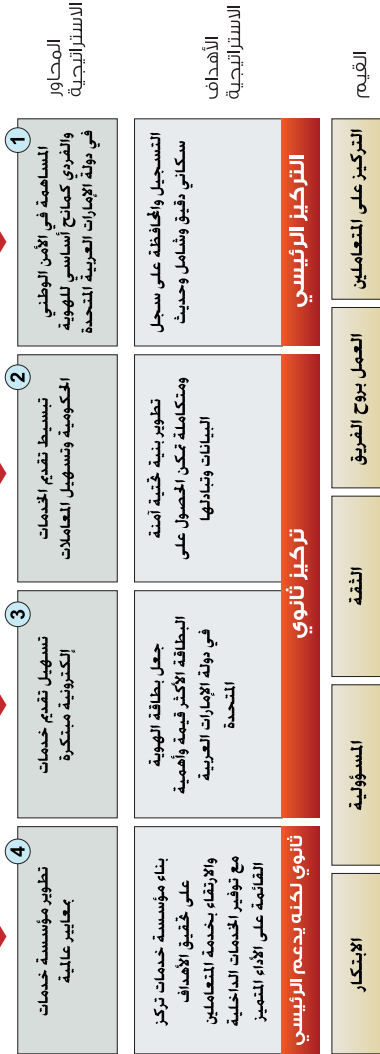 المحاور
الاستراتيجية
1
المساهمة في الأمن الوطني
والفردي كمانح أساسي للهوية
في دولة الإمارات العربية المتحدة
2
تبسيط تقديم الخدمات
الحكومية وتسهيل المعاملات
3
تسهيل تقديم خدمات
إلكترونية مبتكرة
4
تطوير مؤسسة خدمات
بمعايير عالمية
الأهداف
الاستراتيجية
التسجيل والمحافظة على سجل
سكاني دقيق وشامل وحديث
تطوير بنية تحتية آمنة
ومتكاملة تمكن الحصول على
البيانات وتبادلها
جعل بطاقة الهوية
البطاقة الأكثر قيمة وأهمية
في دولة الإمارات العربية
المتحدة
بناء مؤسسة خدمات تركز
على تحقيق الأهداف
والارتقاء بخدمة المتعاملين
مع توفير الخدمات الداخلية
القائمة على الأداء المتميز
التركيز الرئيسي
تركيز ثانوي
ثانوي لكنه يدعم الرئيسي
القيم
التركيز على المتعاملين
العمل بروح الفريق
الثقة
المسؤولية
الابتكار